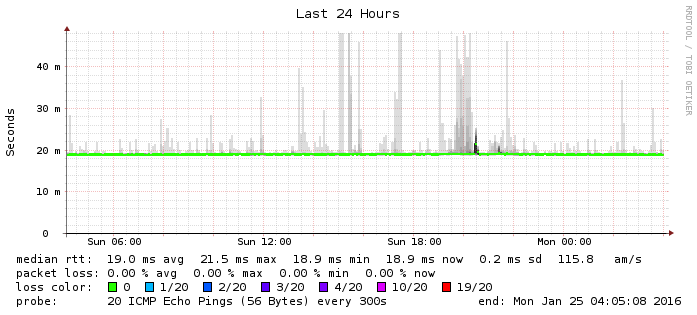 Last 24 Hours
RRDTOOL / TOBI OETIKER
Seconds
40 m
30 m
20 m
10 m
0
Sun 06:00 Sun 12:00 Sun 18:00 Mon 00:00
median rtt: 19.0 ms avg 21.5 ms max 18.9 ms min 18.9 ms now 0.2 ms sd 115.8 am/s
packet loss: 0.00 % avg 0.00 % max 0.00 % min 0.00 % now
loss color: 0 1/20 2/20 3/20 4/20 10/20 19/20
probe: 20 ICMP Echo Pings (56 Bytes) every 300s end: Mon Jan 25 04:05:08 2016